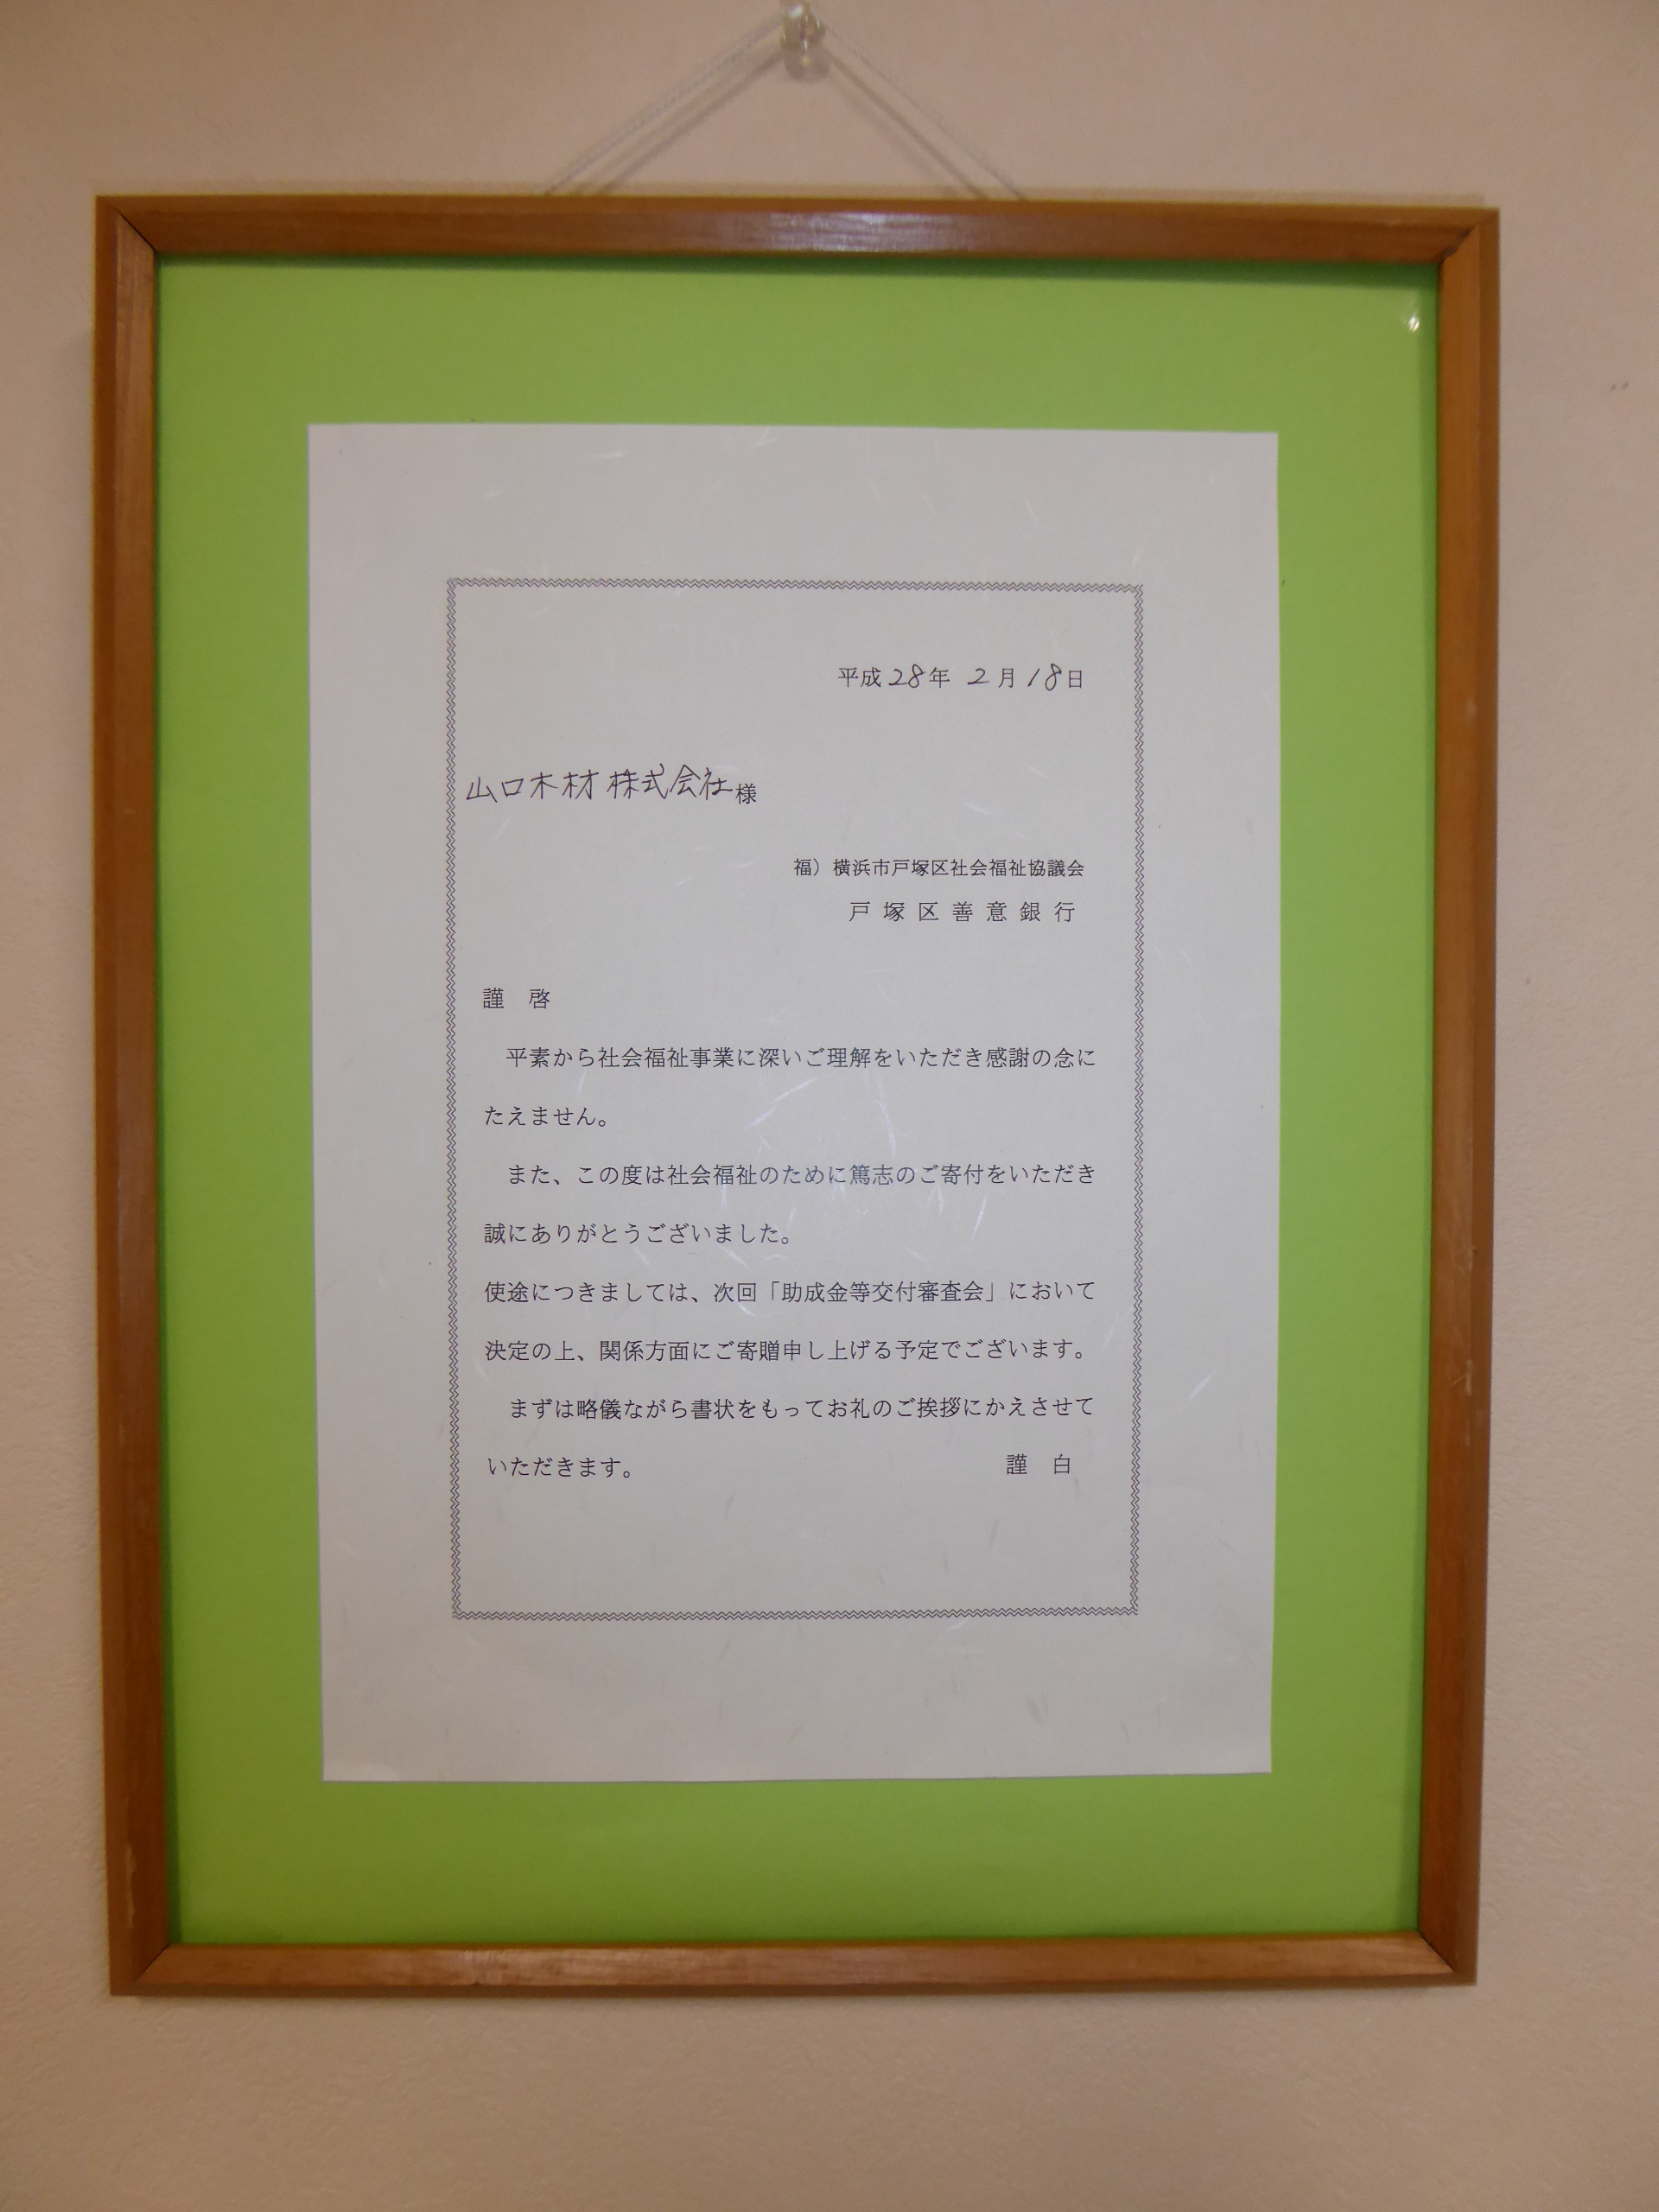 平成28年 2月18日
山口木材株式会社様
福）横浜市戸塚区社会福祉協議会
戸塚区善意銀行
謹　啓
　平素から社会福祉事業に深いご理解をいただき感謝の念に
たえません。
　また、この度は社会福祉のために篤志のご寄付をいただき
誠にありがとうございました。
使途につきましては、次回「助成金等交付審査会」において
決定の上、関係方面にご寄贈申し上げる予定でございます。
　まずは略儀ながら書状をもってお礼のご挨拶にかえさせて
いただきます。　謹　白